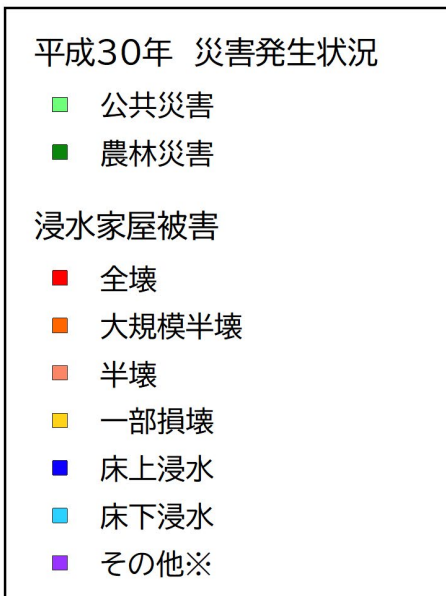 平成30年 災害発生状況
公共災害
農林災害
浸水家屋被害
全壊
大規模半壊
半壊
一部損壊
床上浸水
床下浸水
その他※